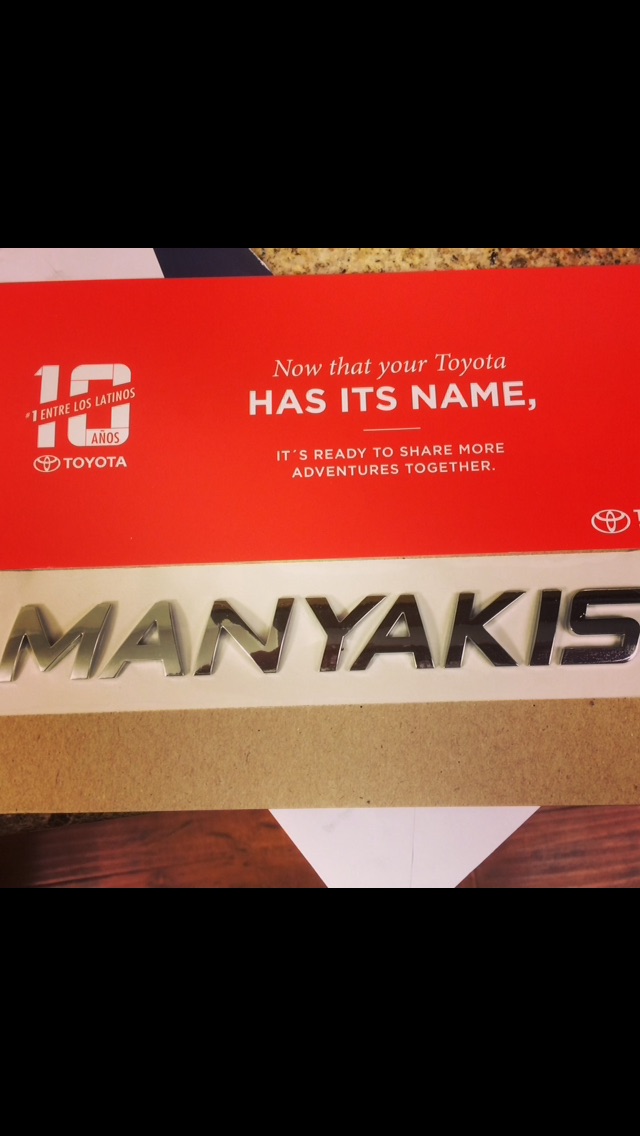 10
#1 ENTRE LOS LATINOS
AÑOS
TOYOTA
Now that your Toyota
HAS ITS NAME,
IT´S READY TO SHARE MORE
ADVENTURES TOGETHER.
MANYAKIS